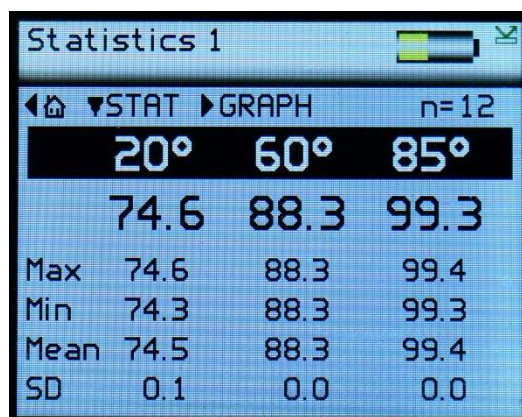 Statistics 1
STAT GRAPH n=12
20° 60° 85°
74.6 88.3 99.3
Max 74.6 88.3 99.4
Min 74.3 88.3 99.3
Mean 74.5 88.3 99.4
SD 0.1 0.0 0.0